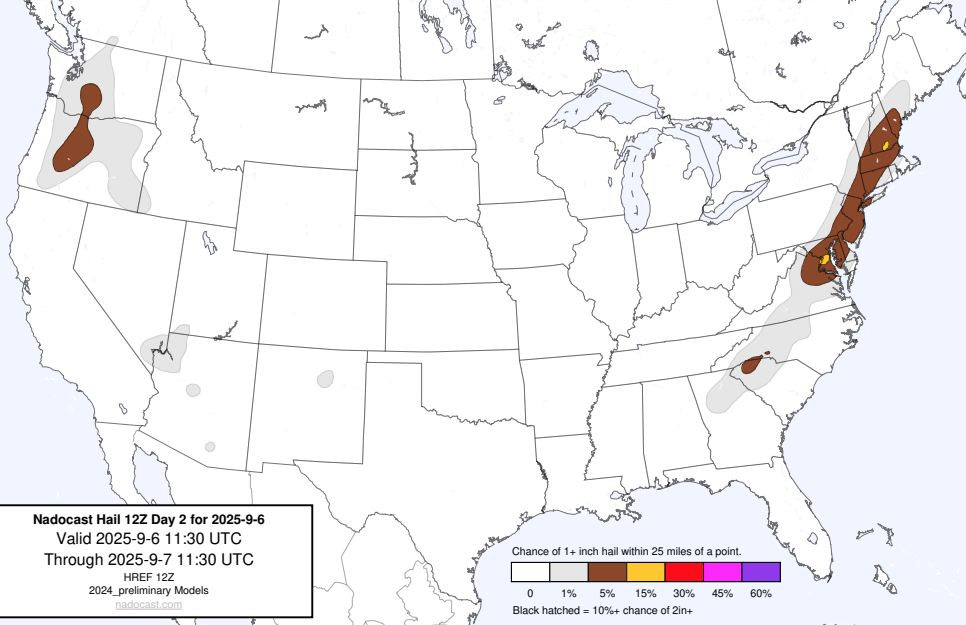 Nadocast Hail 12Z Day 2 for 2025-9-6
Valid 2025-9-6 11:30 UTC
Through 2025-9-7 11:30 UTC
HREF 12Z
2024_preliminary Models
nadocast.com
Chance of 1+ inch hail within 25 miles of a point.
0 1% 5% 15% 30% 45% 60%
Black hatched = 10%+ chance of 2in+